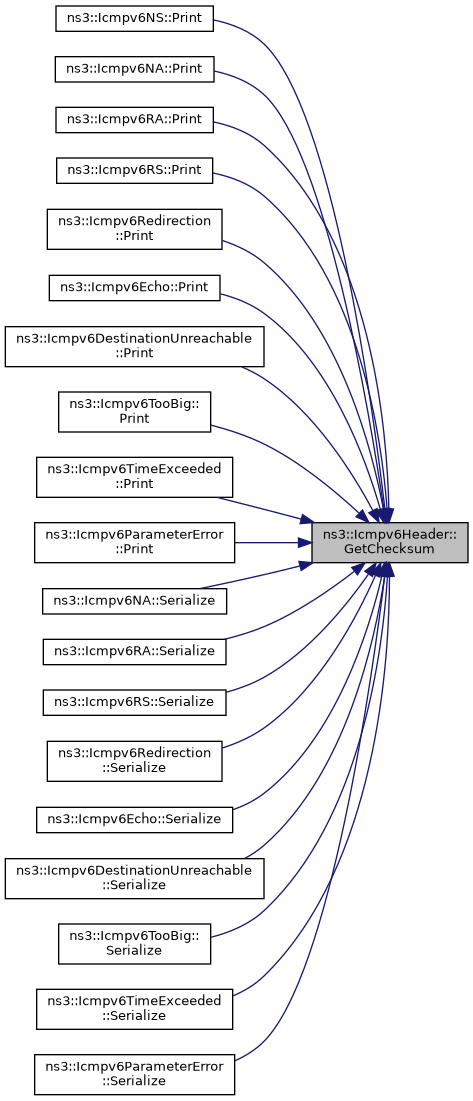 ns3::Icmpv6NS::Print
ns3::Icmpv6NA::Print
ns3::Icmpv6RA::Print
ns3::Icmpv6RS::Print
ns3::Icmpv6Redirection
::Print
ns3::Icmpv6Echo::Print
ns3::Icmpv6DestinationUnreachable
::Print
ns3::Icmpv6TooBig::
Print
ns3::Icmpv6TimeExceeded
::Print
ns3::Icmpv6ParameterError
::Print
ns3::Icmpv6Header::
GetChecksum
ns3::Icmpv6NA::Serialize
ns3::Icmpv6RA::Serialize
ns3::Icmpv6RS::Serialize
ns3::Icmpv6Redirection
::Serialize
ns3::Icmpv6Echo::Serialize
ns3::Icmpv6DestinationUnreachable
::Serialize
ns3::Icmpv6TooBig::
Serialize
ns3::Icmpv6TimeExceeded
::Serialize
ns3::Icmpv6ParameterError
::Serialize